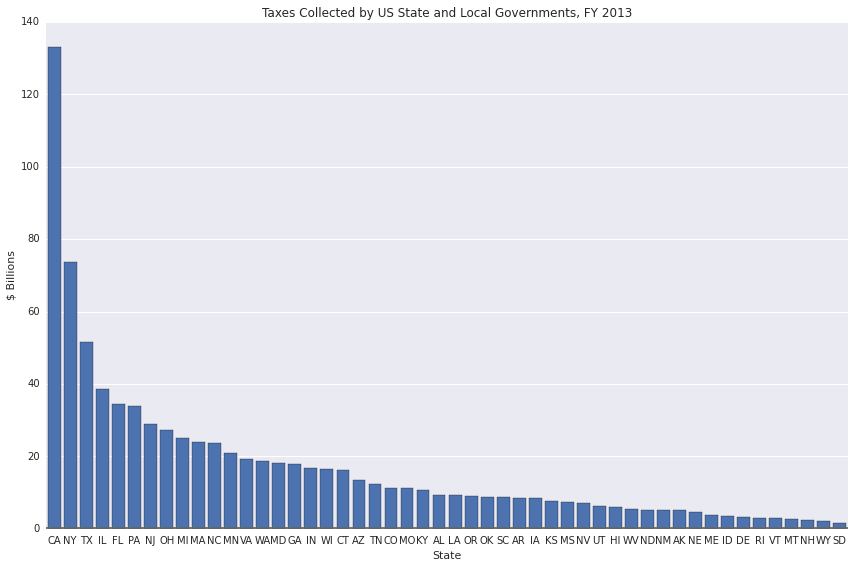 Taxes Collected by US State and Local Governments, FY 2013
140
120
100
80
60
40
20
0
$ Billions
CA NY TX IL FL PA NJ OH MI MA NC MN VA WA MD GA IN WI CT AZ TN CO MO KY AL LA OR OK SC AR IA KS MS NV UT HI WV ND NM AK NE ME ID DE RI VT MT NH WY SD
State